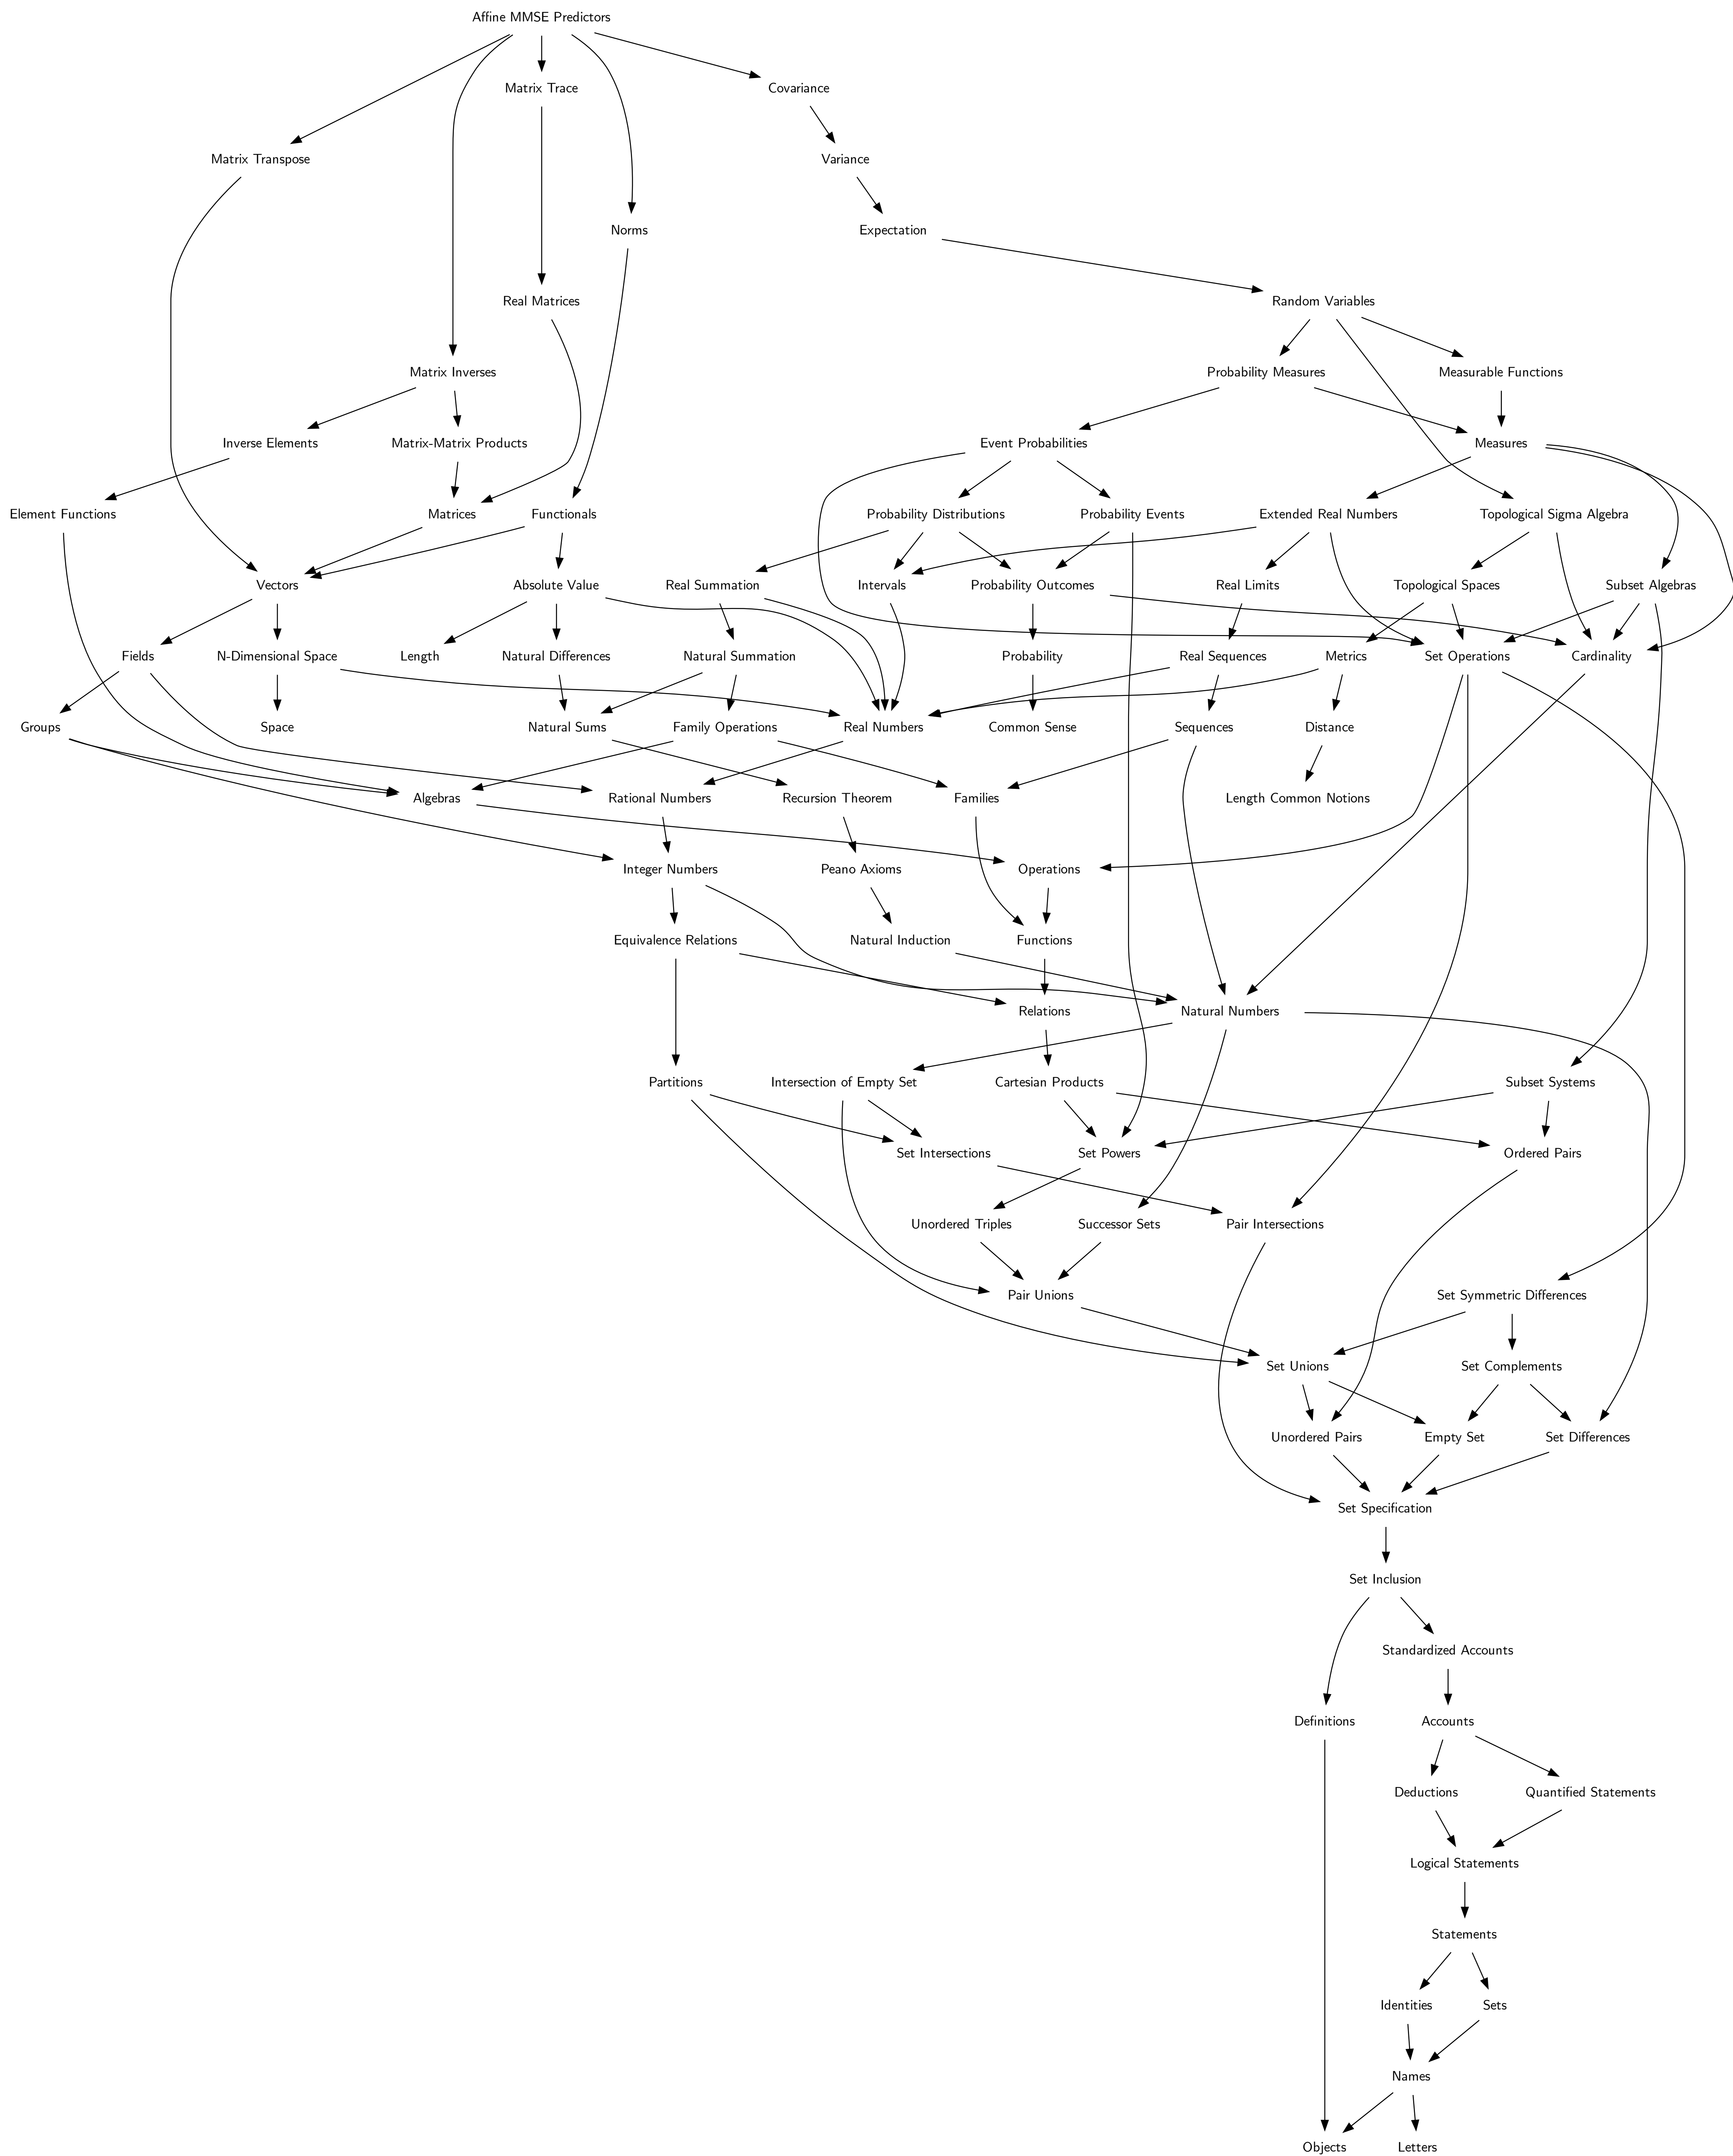 Affine MMSE Predictors
Matrix Trace
Covariance
Matrix Transpose
Variance
Norms
Expectation
Real Matrices
Random Variables
Matrix Inverses
Probability Measures
Measurable Functions
Inverse Elements
Matrix-Matrix Products
Event Probabilities
Measures
Element Functions
Matrices
Functionals
Probability Distributions
Probability Events
Extended Real Numbers
Topological Sigma Algebra
Vectors
Absolute Value
Real Summation
Intervals
Probability Outcomes
Real Limits
Topological Spaces
Subset Algebras
Fields
N-Dimensional Space
Length
Natural Differences
Natural Summation
Probability
Real Sequences
Metrics
Set Operations
Cardinality
Groups
Space
Natural Sums
Family Operations
Real Numbers
Common Sense
Sequences
Distance
Algebras
Rational Numbers
Recursion Theorem
Families
Length Common Notions
Integer Numbers
Peano Axioms
Operations
Equivalence Relations
Natural Induction
Functions
Relations
Natural Numbers
Partitions
Intersection of Empty Set
Cartesian Products
Subset Systems
Set Intersections
Set Powers
Ordered Pairs
Unordered Triples
Successor Sets
Pair Intersections
Pair Unions
Set Symmetric Differences
Set Unions
Set Complements
Unordered Pairs
Empty Set
Set Differences
Set Specification
Set Inclusion
Standardized Accounts
Definitions
Accounts
Deductions
Quantified Statements
Logical Statements
Statements
Identities
Sets
Names
Objects
Letters